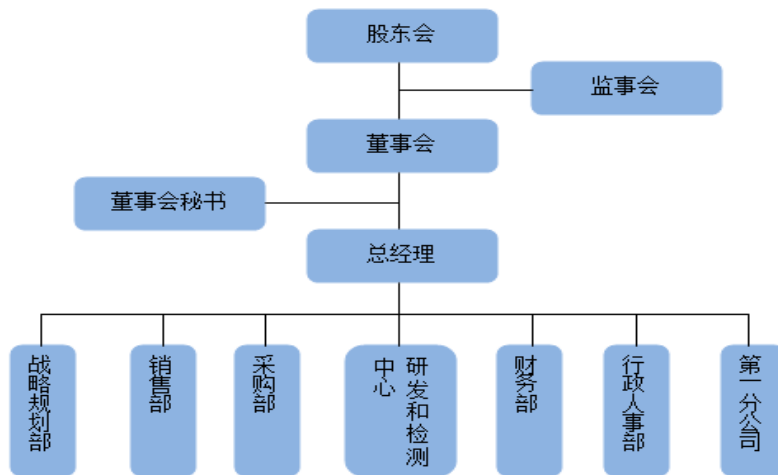 股东会
监事会
董事会
董事会秘书
总经理
战略规划部
销售部
采购部
研发和检测
中心
财务部
行政人事部
第一分公司